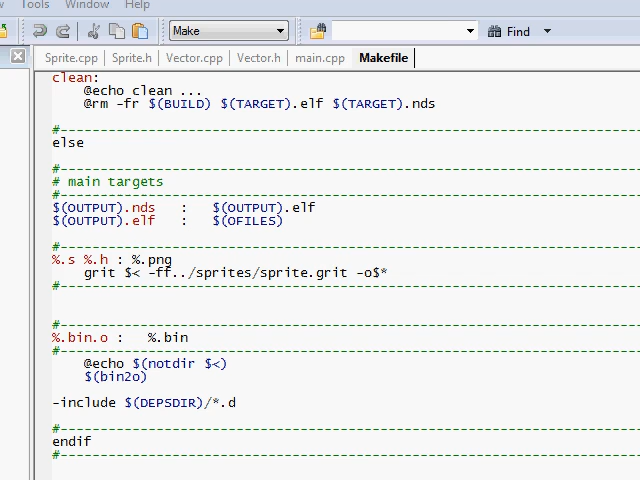 Tools Window Help
Make Find
Sprite.cpp Sprite.h Vector.cpp Vector.h main.cpp Makefile
clean:
@echo clean ...
@rm -fr $(BUILD) $(TARGET).elf $(TARGET).nds
#---------------------------------------------------------------------------------
else
#---------------------------------------------------------------------------------
# main targets
#---------------------------------------------------------------------------------
$(OUTPUT).nds : $(OUTPUT).elf
$(OUTPUT).elf : $(OFILES)
#---------------------------------------------------------------------------------
%.s %.h : %.png
grit $< -ff../sprites/sprite.grit -o$*
#---------------------------------------------------------------------------------
#---------------------------------------------------------------------------------
%.bin.o : %.bin
#---------------------------------------------------------------------------------
@echo $(notdir $<)
$(bin2o)
-include $(DEPSDIR)/*.d
#---------------------------------------------------------------------------------
endif
#---------------------------------------------------------------------------------